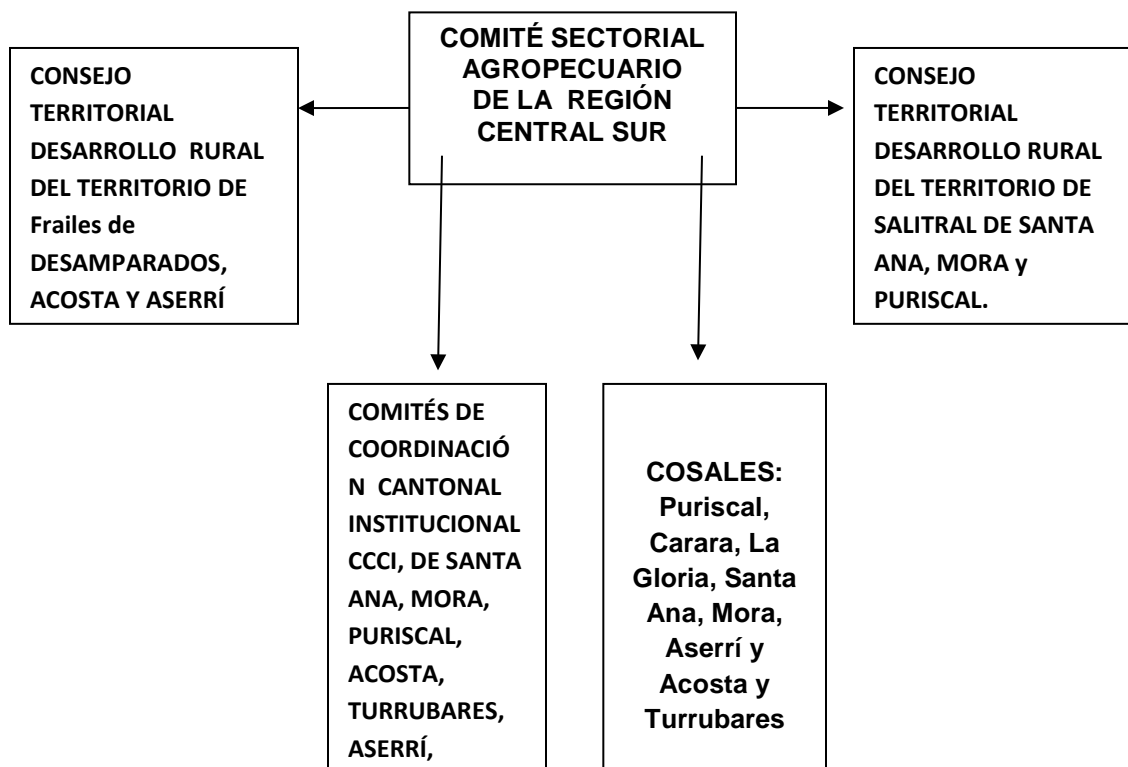 COMITÉ SECTORIAL
AGROPECUARIO
DE LA REGIÓN
CENTRAL SUR
CONSEJO
TERRITORIAL
DESARROLLO RURAL
DEL TERRITORIO DE
Frailes de
DESAMPARADOS,
ACOSTA Y ASERRÍ
CONSEJO
TERRITORIAL
DESARROLLO RURAL
DEL TERRITORIO DE
SALITRAL DE SANTA
ANA, MORA y
PURISCAL.
COMITÉS DE
COORDINACIÓ
N CANTONAL
INSTITUCIONAL
CCCI, DE SANTA
ANA, MORA,
PURISCAL,
ACOSTA,
TURRUBARES,
ASERRÍ,
COSALES:
Puriscal,
Carara, La
Gloria, Santa
Ana, Mora,
Aserrí y
Acosta y
Turrubares